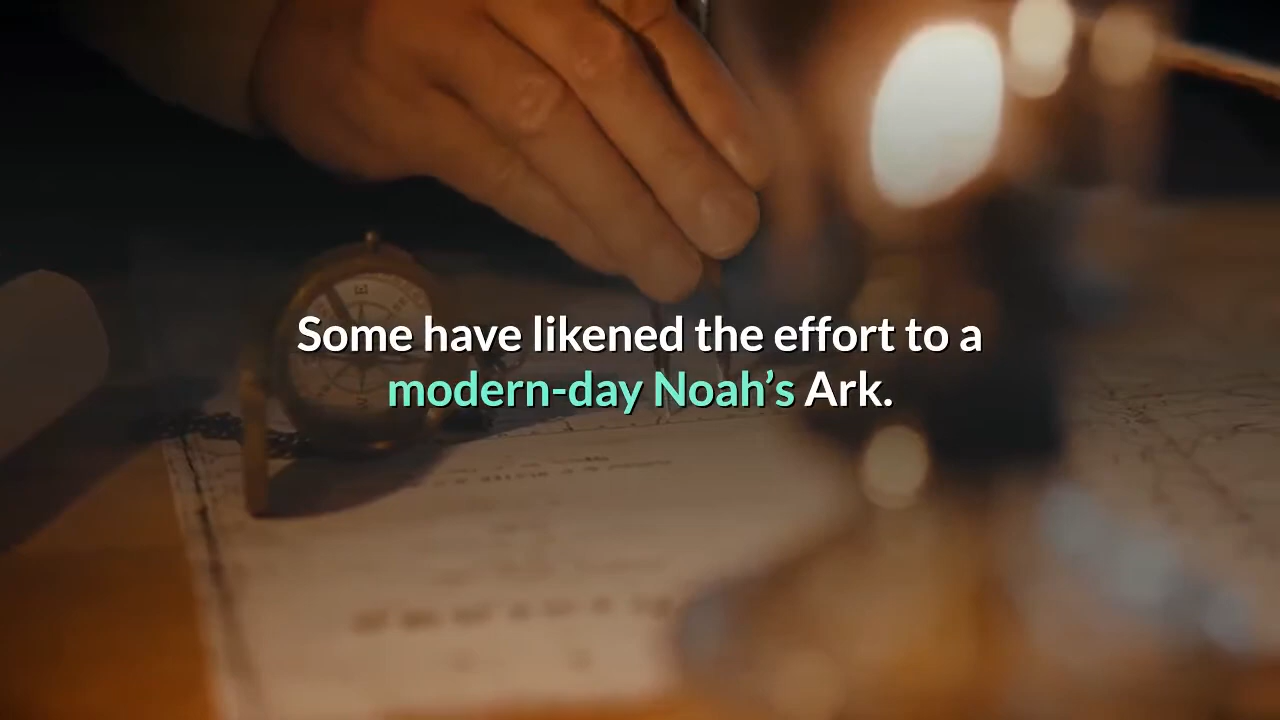 Some have likened the effort to a
modern-day Noah’s Ark.